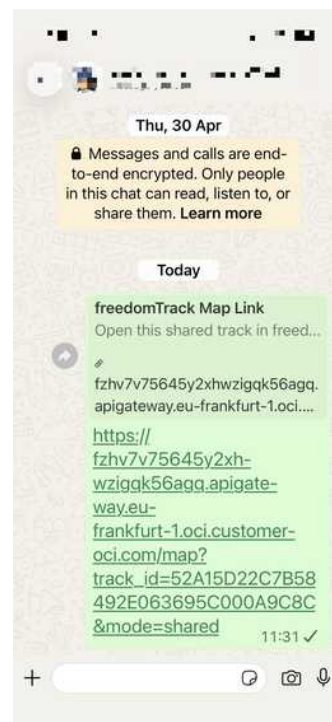 Thu, 30 Apr
Messages and calls are end-
to-end encrypted. Only people
in this chat can read, listen to, or
share them. Learn more
Today
freedomTrack Map Link
Open this shared track in freed...
fzhv7v75645y2xhwzigqk56agq.
apigateway.eu-frankfurt-1.oci....
https://
fzhv7v75645y2xh-
wzigqk56agq.apigate-
way.eu-
frankfurt-1.oci.customer-
oci.com/map?
track_id=52A15D22C7B58
492E063695C000A9C8C
&mode=shared
11:31